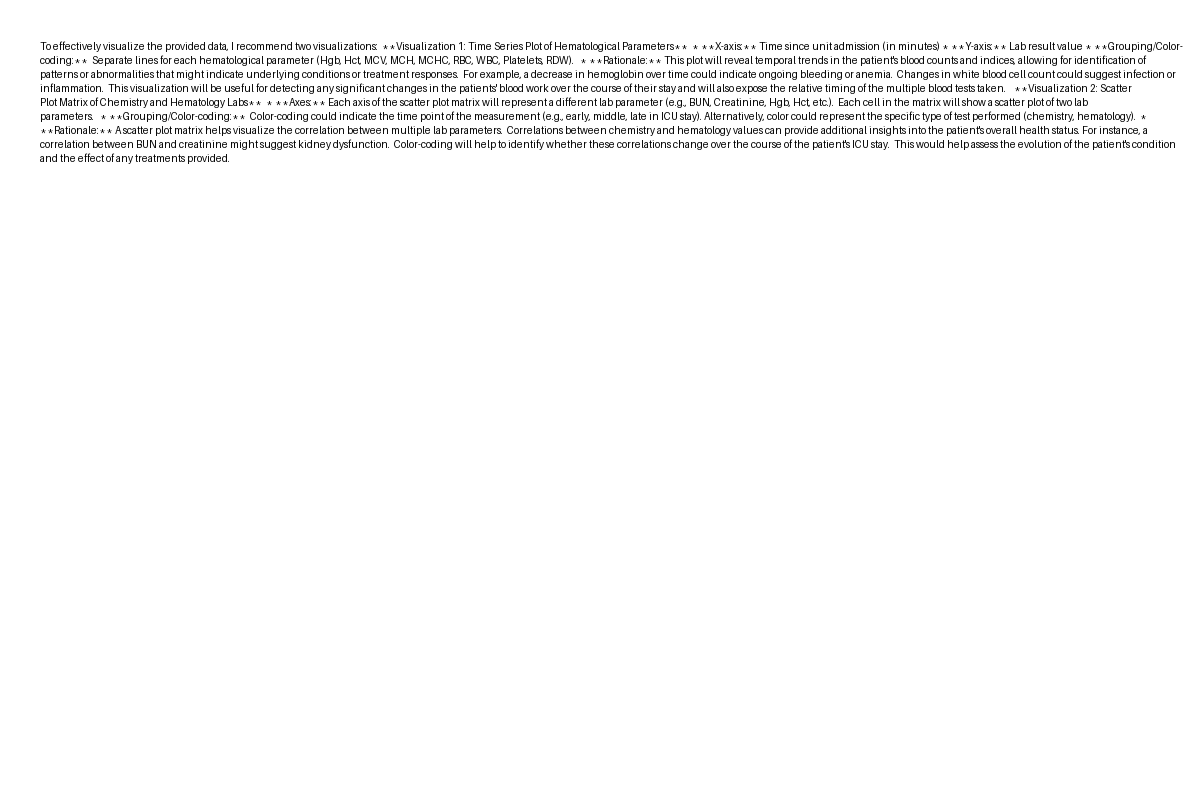 To effectively visualize the provided data, I recommend two visualizations:  **Visualization 1: Time Series Plot of Hematological Parameters**  * **X-axis:** Time since unit admission (in minutes) * **Y-axis:** Lab result value * **Grouping/Color-
coding:**  Separate lines for each hematological parameter (Hgb, Hct, MCV, MCH, MCHC, RBC, WBC, Platelets, RDW).  * **Rationale:** This plot will reveal temporal trends in the patient's blood counts and indices, allowing for identification of
patterns or abnormalities that might indicate underlying conditions or treatment responses.  For example, a decrease in hemoglobin over time could indicate ongoing bleeding or anemia.  Changes in white blood cell count could suggest infection or
inflammation.  This visualization will be useful for detecting any significant changes in the patients' blood work over the course of their stay and will also expose the relative timing of the multiple blood tests taken.   **Visualization 2: Scatter
Plot Matrix of Chemistry and Hematology Labs**  * **Axes:** Each axis of the scatter plot matrix will represent a different lab parameter (e.g., BUN, Creatinine, Hgb, Hct, etc.).  Each cell in the matrix will show a scatter plot of two lab
parameters.  * **Grouping/Color-coding:** Color-coding could indicate the time point of the measurement (e.g., early, middle, late in ICU stay). Alternatively, color could represent the specific type of test performed (chemistry, hematology).  *
**Rationale:** A scatter plot matrix helps visualize the correlation between multiple lab parameters.  Correlations between chemistry and hematology values can provide additional insights into the patient's overall health status. For instance, a
correlation between BUN and creatinine might suggest kidney dysfunction.  Color-coding will help to identify whether these correlations change over the course of the patient's ICU stay.  This would help assess the evolution of the patient's condition
and the effect of any treatments provided.